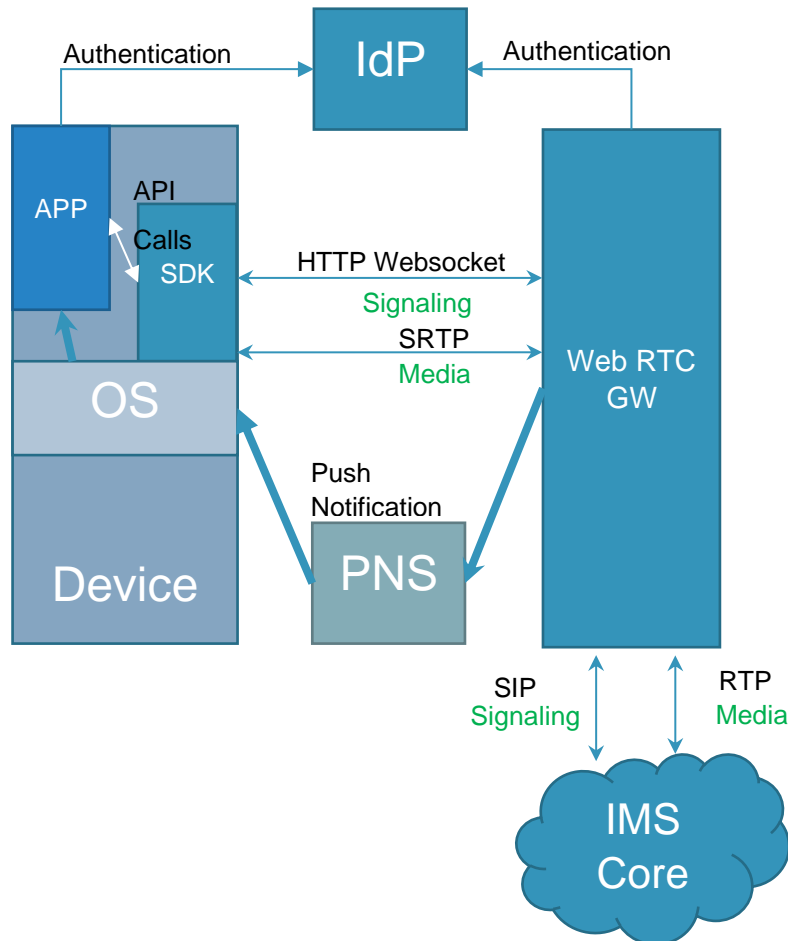 IdP
Authentication
Authentication
API
APP
Calls
SDK
HTTP Websocket
Signaling
SRTP
Media
Web RTC
GW
OS
Push
Notification
PNS
Device
SIP
Signaling
RTP
Media
IMS
Core